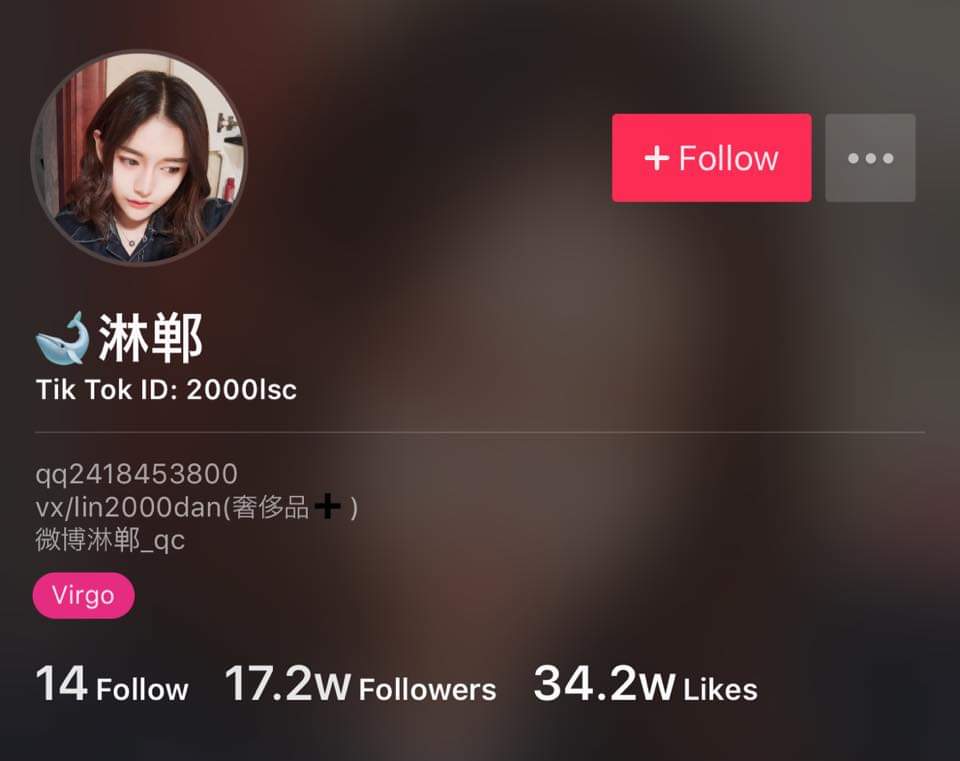 + Follow
🐳淋郸
Tik Tok ID: 2000lsc
qq2418453800
vx/lin2000dan(奢侈品➕ )
微博淋郸_qc
Virgo
14 Follow 17.2w Followers 34.2w Likes